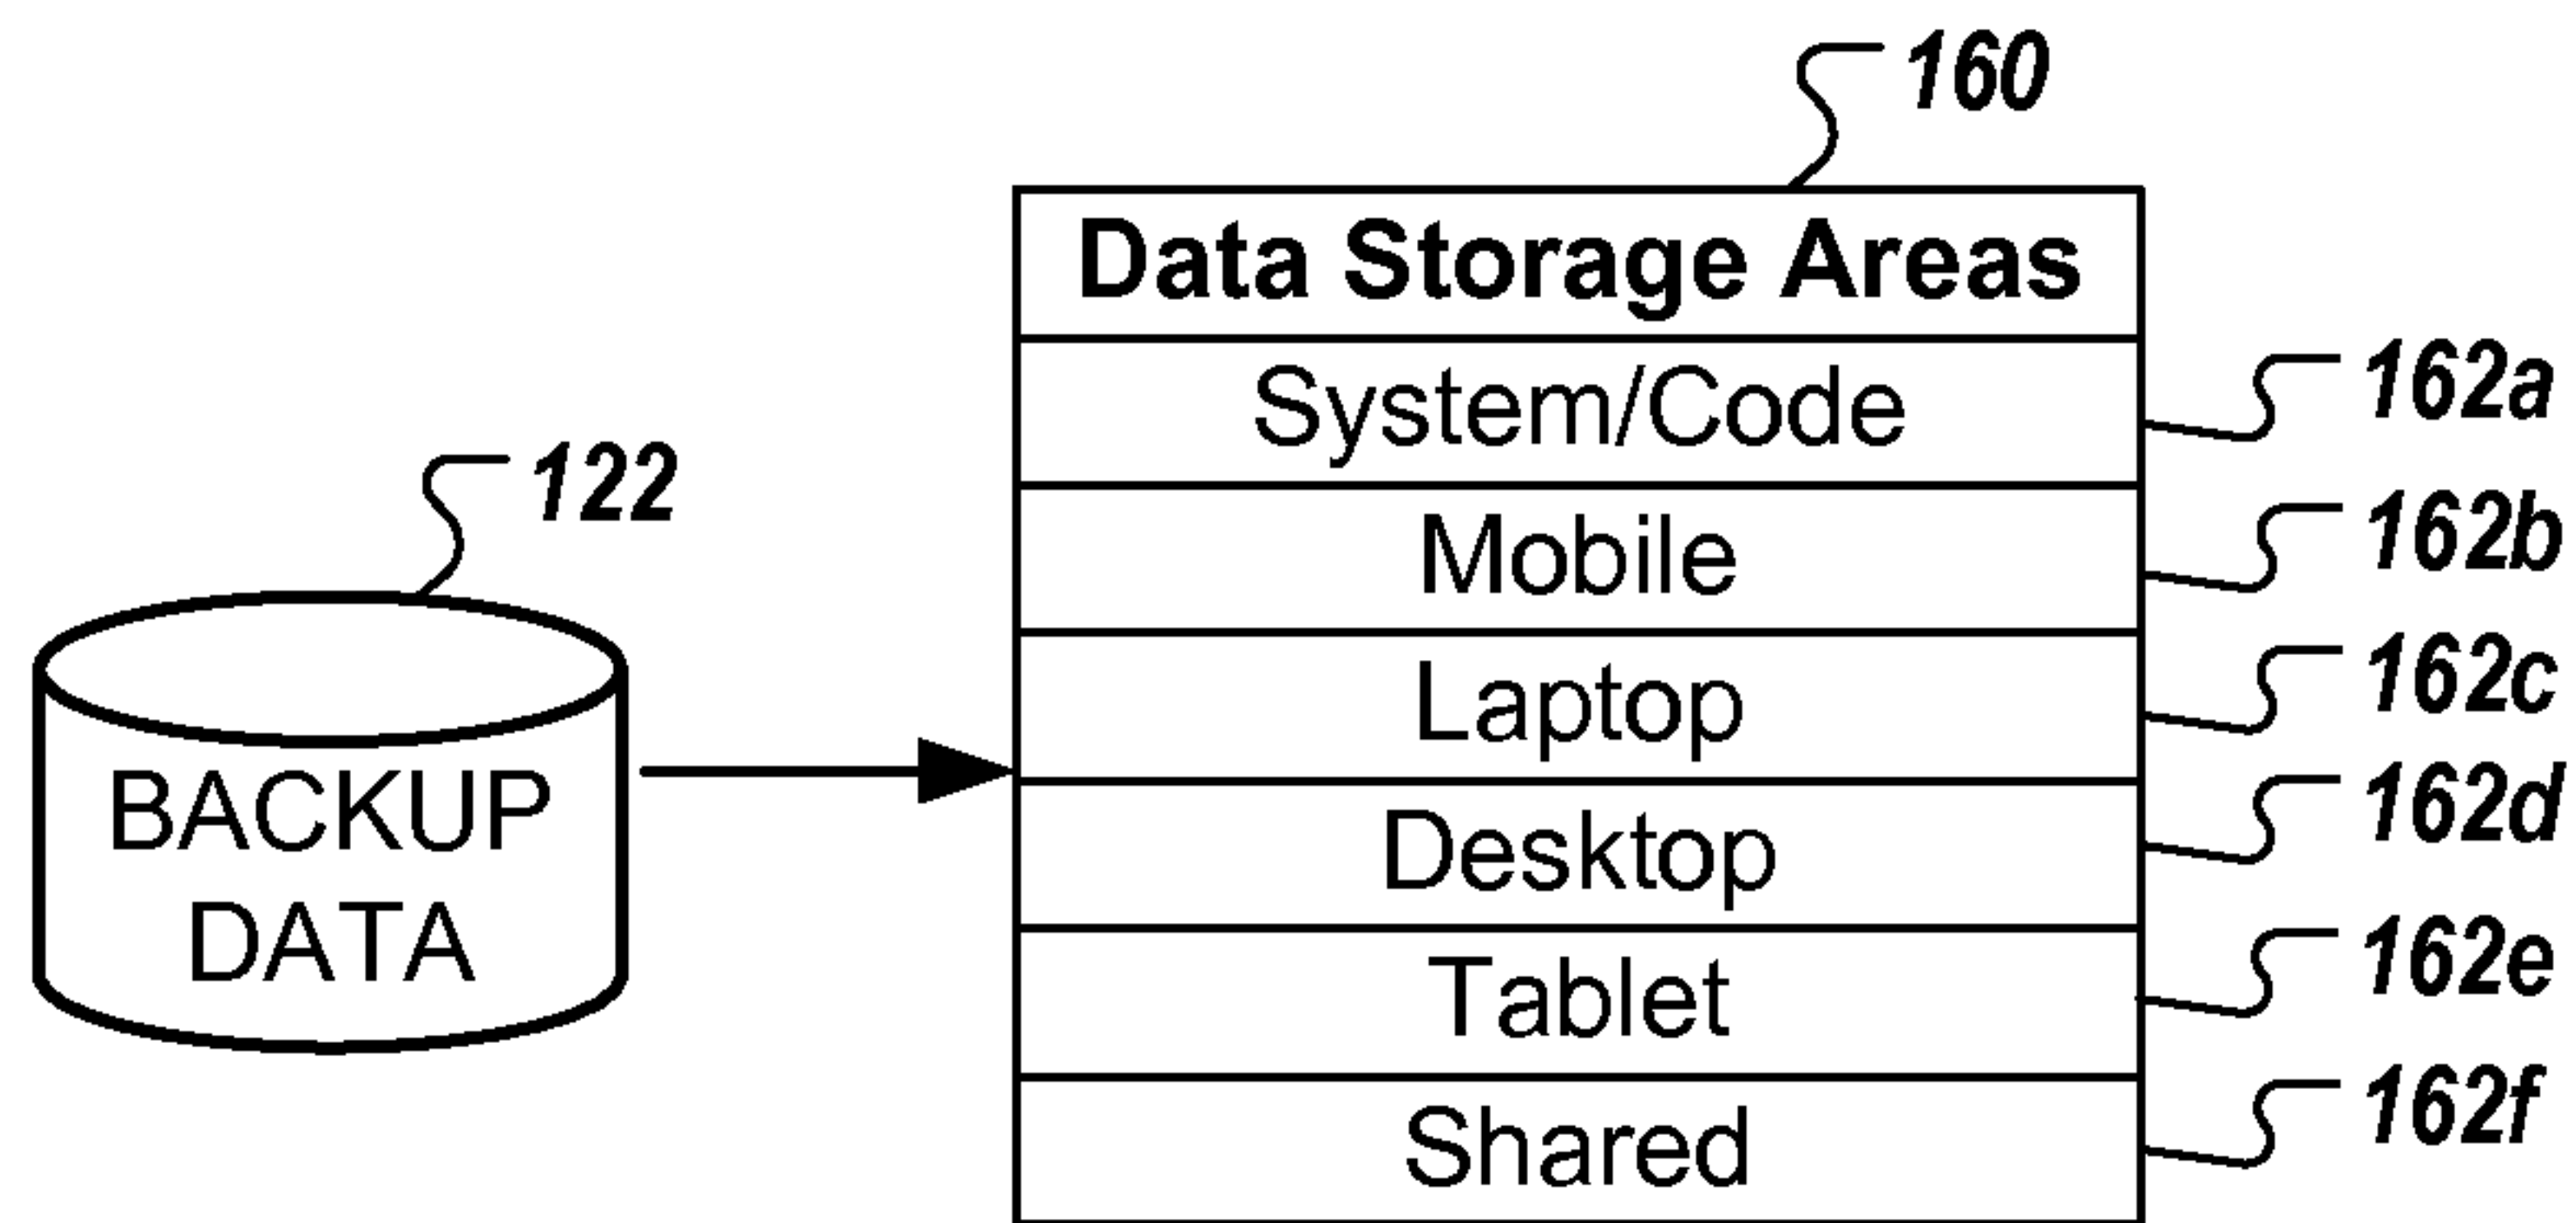 160
Data Storage Areas
System/Code 162a
122
Mobile 162b
Laptop 162c
BACKUP
DATA
Desktop 162d
Tablet 162e
Shared 162f